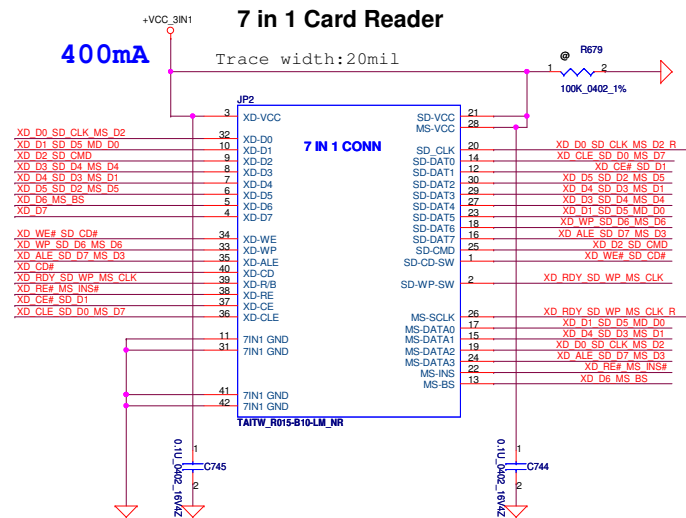 7 in 1 Card Reader
+VCC_3IN1
400mA
Trace width:20mil
@
R679
1 2
100K_0402_1%
JP2
7 IN 1 CONN
3 XD-VCC
XD_D0_SD_CLK_MS_D2 32 XD-D0
XD_D1_SD_D5_MD_D0 10 XD-D1
XD_D2_SD_CMD 9 XD-D2
XD_D3_SD_D4_MS_D4 8 XD-D3
XD_D4_SD_D3_MS_D1 7 XD-D4
XD_D5_SD_D2_MS_D5 6 XD-D5
XD_D6_MS_BS 5 XD-D6
XD_D7 4 XD-D7
XD_WE#_SD_CD# 34 XD-WE
XD_WP_SD_D6_MS_D6 33 XD-WP
XD_ALE_SD_D7_MS_D3 35 XD-ALE
XD_CD# 40 XD-CD
XD_RDY_SD_WP_MS_CLK 39 XD-R/B
XD_RE#_MS_INS# 38 XD-RE
XD_CE#_SD_D1 37 XD-CE
XD_CLE_SD_D0_MS_D7 36 XD-CLE
11 7IN1 GND
31 7IN1 GND
41 7IN1 GND
42 7IN1 GND
SD-VCC 21
MS-VCC 28
SD_CLK 20 XD_D0_SD_CLK_MS_D2_R
SD-DAT0 14 XD_CLE_SD_D0_MS_D7
SD-DAT1 12 XD_CE#_SD_D1
SD-DAT2 30 XD_D5_SD_D2_MS_D5
SD-DAT3 29 XD_D4_SD_D3_MS_D1
SD-DAT4 27 XD_D3_SD_D4_MS_D4
SD-DAT5 23 XD_D1_SD_D5_MD_D0
SD-DAT6 18 XD_WP_SD_D6_MS_D6
SD-DAT7 16 XD_ALE_SD_D7_MS_D3
SD-CMD 25 XD_D2_SD_CMD
SD-CD-SW 1 XD_WE#_SD_CD#
SD-WP-SW 2 XD_RDY_SD_WP_MS_CLK
MS-SCLK 26 XD_RDY_SD_WP_MS_CLK_R
MS-DATA0 17 XD_D1_SD_D5_MD_D0
MS-DATA1 15 XD_D4_SD_D3_MS_D1
MS-DATA2 19 XD_D0_SD_CLK_MS_D2
MS-DATA3 24 XD_ALE_SD_D7_MS_D3
MS-INS 22 XD_RE#_MS_INS#
MS-BS 13 XD_D6_MS_BS
TAITW_R015-B10-LM_NR
0.1U_0402_16V4Z
1
C745
2
0.1U_0402_16V4Z
1
C744
2